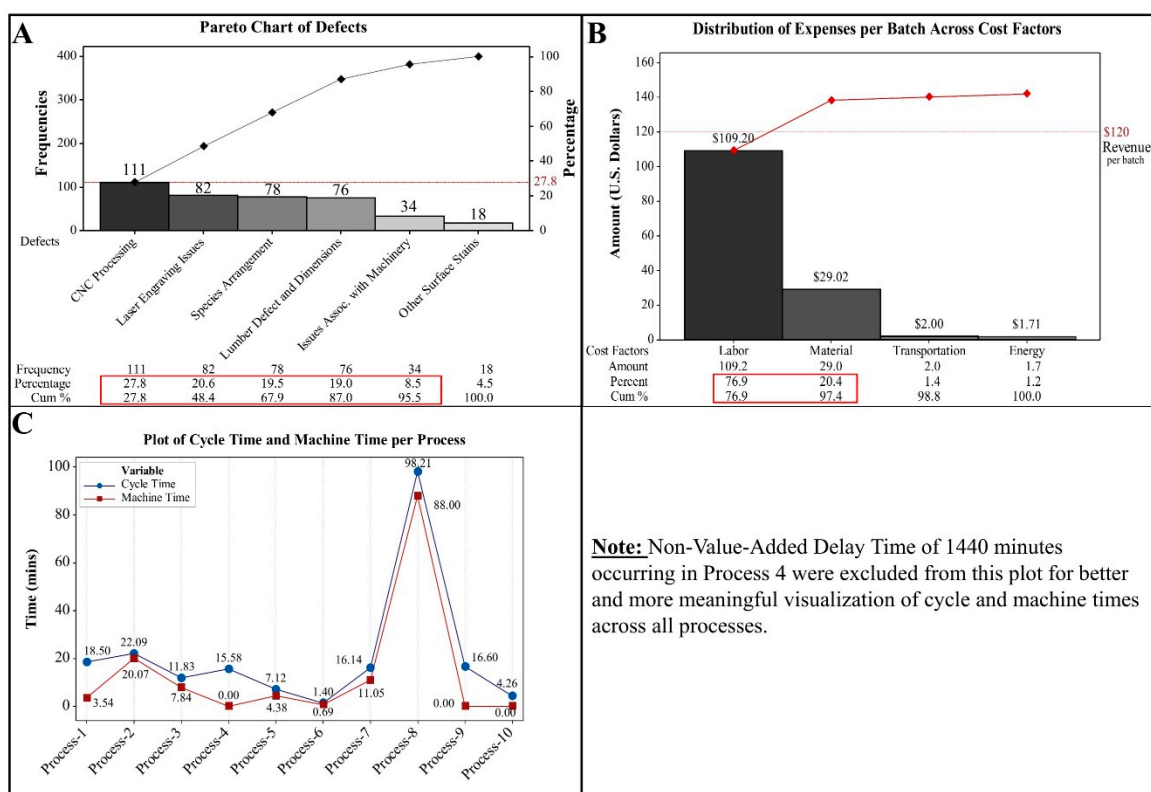 A
Pareto Chart of Defects
Frequencies
Percentage
400
300
200
100
0
100
80
60
40
27.8
20
0
111
82
78
76
34
18
Defects
CNC Processing
Laser Engraving Issues
Species Arrangement
Lumber Defect and Dimensions
Issues Assoc. with Machinery
Other Surface Stains
Frequency 111 82 78 76 34 18
Percentage 27.8 20.6 19.5 19.0 8.5 4.5
Cum % 27.8 48.4 67.9 87.0 95.5 100.0
B
Distribution of Expenses per Batch Across Cost Factors
Amount (U.S. Dollars)
160
140
120
100
80
60
40
20
0
$120
Revenue
per batch
$109.20
$29.02
$2.00
$1.71
Cost Factors Labor Material Transportation Energy
Amount 109.2 29.0 2.0 1.7
Percent 76.9 20.4 1.4 1.2
Cum % 76.9 97.4 98.8 100.0
C
Plot of Cycle Time and Machine Time per Process
Variable
Cycle Time
Machine Time
Time (mins)
100
80
60
40
20
0
18.50
22.09
11.83
15.58
7.12
1.40
16.14
98.21
16.60
4.26
3.54
20.07
7.84
0.00
4.38
0.69
11.05
88.00
0.00
0.00
Process-1
Process-2
Process-3
Process-4
Process-5
Process-6
Process-7
Process-8
Process-9
Process-10
Note: Non-Value-Added Delay Time of 1440 minutes
occurring in Process 4 were excluded from this plot for better
and more meaningful visualization of cycle and machine times
across all processes.